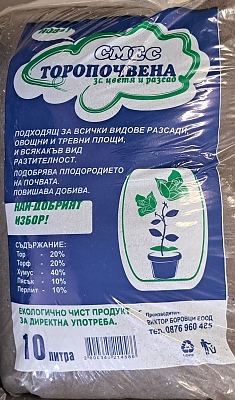 СМЕС
ТОРОПОЧВЕНА
за цветя и разсад
ПОДХОДЯЩ ЗА ВСИЧКИ ВИДОВЕ РАЗСАДИ,
ОВОЩНИ И ТРЕВНИ ПЛОЩИ,
И ВСЯКАКЪВ ВИД
РАЗТИТЕЛНОСТ.
ПОДОБРЯВА ПЛОДОРОДИЕТО
НА ПОЧВАТА.
ПОВИШАВА ДОБИВА.
НАЙ-ДОБРИЯТ
ИЗБОР!
СЪДЪРЖАНИЕ:
Тор - 20%
Торф - 20%
Хумус - 40%
Пясък - 10%
Перлит - 10%
ЕКОЛОГИЧНО ЧИСТ ПРОДУКТ
ЗА ДИРЕКТНА УПОТРЕБА.
Производител:
ВИКТОР БОРОВЦИ ЕООД
ТЕЛ. 0876 960 425
10 литра